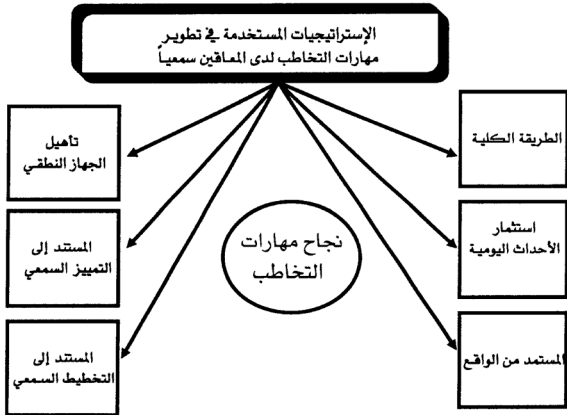 الإستراتيجيات المستخدمة في تطوير
مهارات التخاطب لدى المعاقين سمعياً
الطريقة الكلية
تأهيل
الجهاز النطقي
استثمار
الأحداث اليومية
نجاح مهارات
التخاطب
المستند إلى
التمييز السمعي
المستمد من الواقع
المستند إلى
التخطيط السمعي